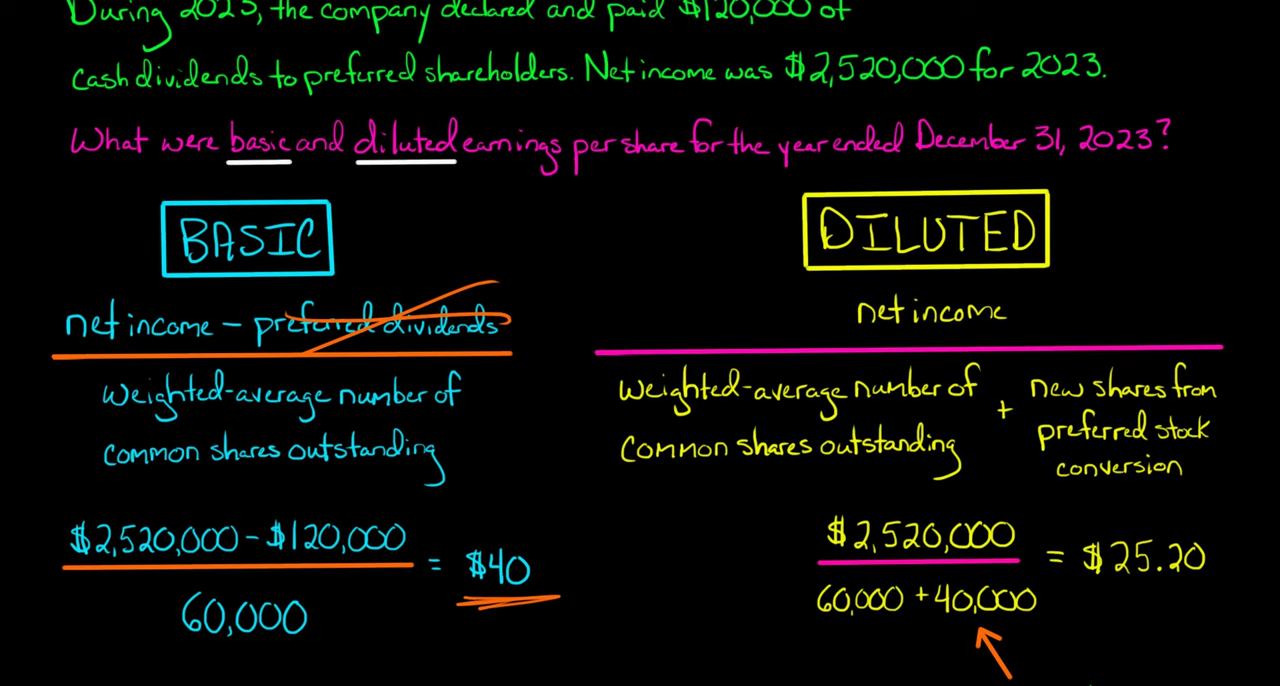 During 2023, the company declared and paid $120,000 of
cash dividends to preferred shareholders. Net income was $2,520,000 for 2023.
What were basic and diluted earnings per share for the year ended December 31, 2023?
BASIC
net income - preferred dividends
weighted-average number of
common shares outstanding
$2,520,000 - $120,000
= $40
60,000
DILUTED
net income
weighted-average number of
common shares outstanding
+
new shares from
preferred stock
conversion
$2,520,000
= $25.20
60,000 + 40,000